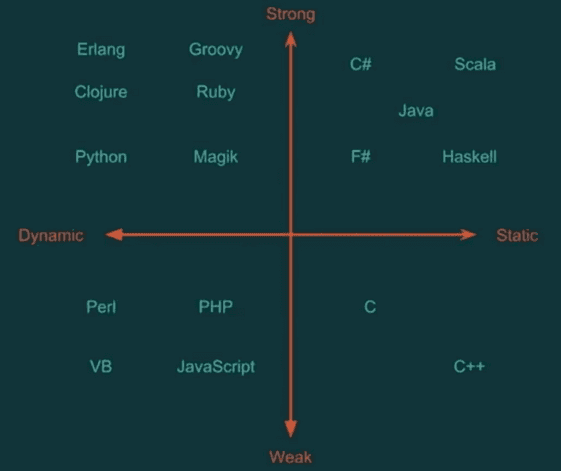 Strong
Erlang Groovy
C# Scala
Clojure Ruby
Java
Python Magik F# Haskell
Dynamic Static
Perl PHP C
VB JavaScript C++
Weak